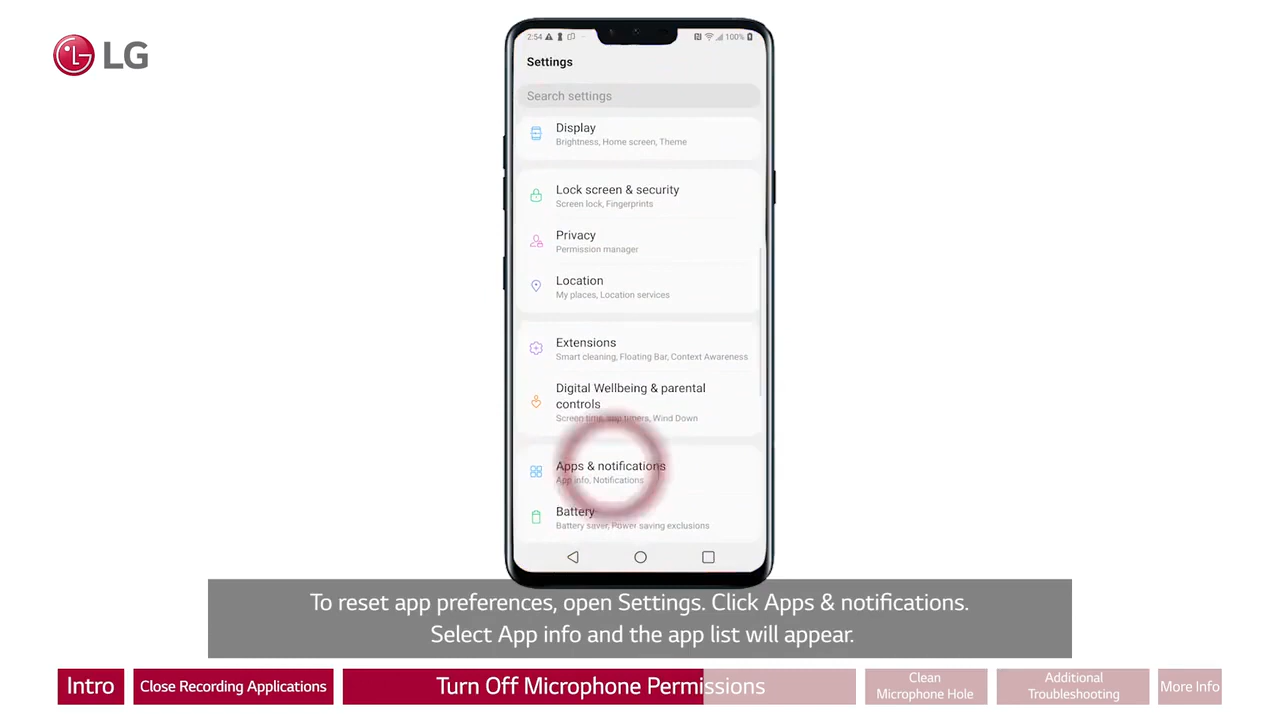 LG
2:54
100%
Settings
Search settings
Display
Brightness, Home screen, Theme
Lock screen & security
Screen lock, Fingerprints
Privacy
Permission manager
Location
My places, Location services
Extensions
Smart cleaning, Floating Bar, Context Awareness
Digital Wellbeing & parental
controls
Screen time, app timers, Wind Down
Apps & notifications
App info, Notifications
Battery
Battery saver, Power saving exclusions
To reset app preferences, open Settings. Click Apps & notifications.
Select App info and the app list will appear.
Intro
Close Recording Applications
Turn Off Microphone Permissions
Clean
Microphone Hole
Additional
Troubleshooting
More Info